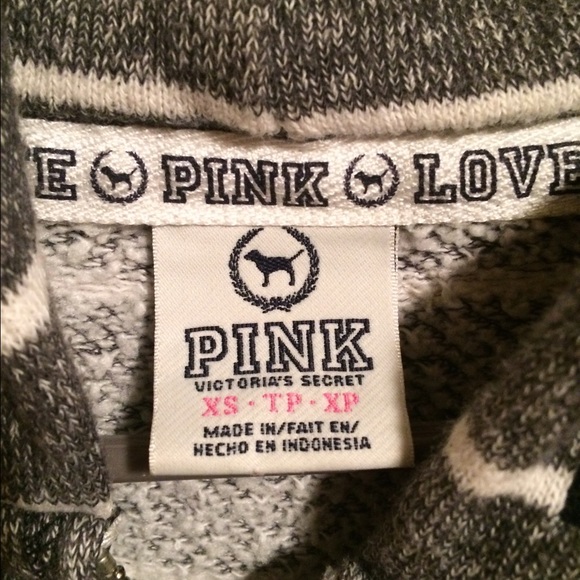 E PINK LOVE
PINK
VICTORIA'S SECRET
XS · TP · XP
MADE IN/FAIT EN/
HECHO EN INDONESIA